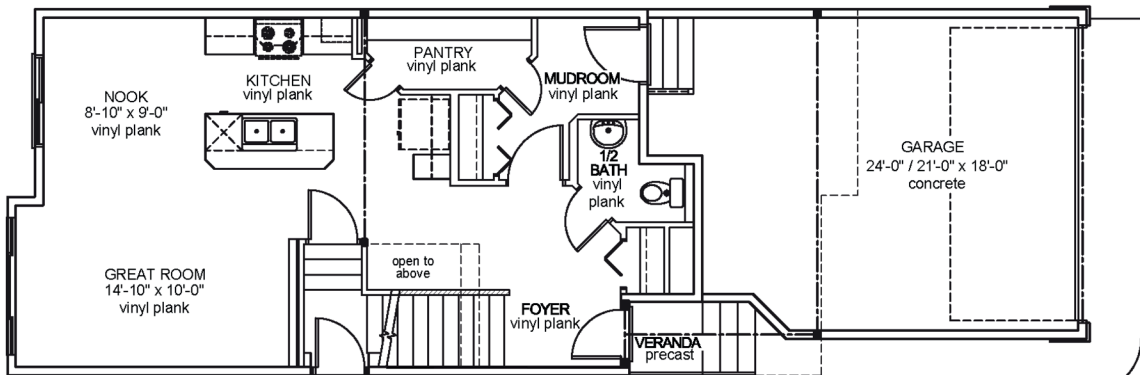 PANTRY
vinyl plank
KITCHEN
vinyl plank
MUDROOM
vinyl plank
NOOK
8'-10" x 9'-0"
vinyl plank
GARAGE
24'-0" / 21'-0" x 18'-0"
concrete
1/2
BATH
vinyl
plank
open to
above
GREAT ROOM
14'-10" x 10'-0"
vinyl plank
FOYER
vinyl plank
VERANDA
precast